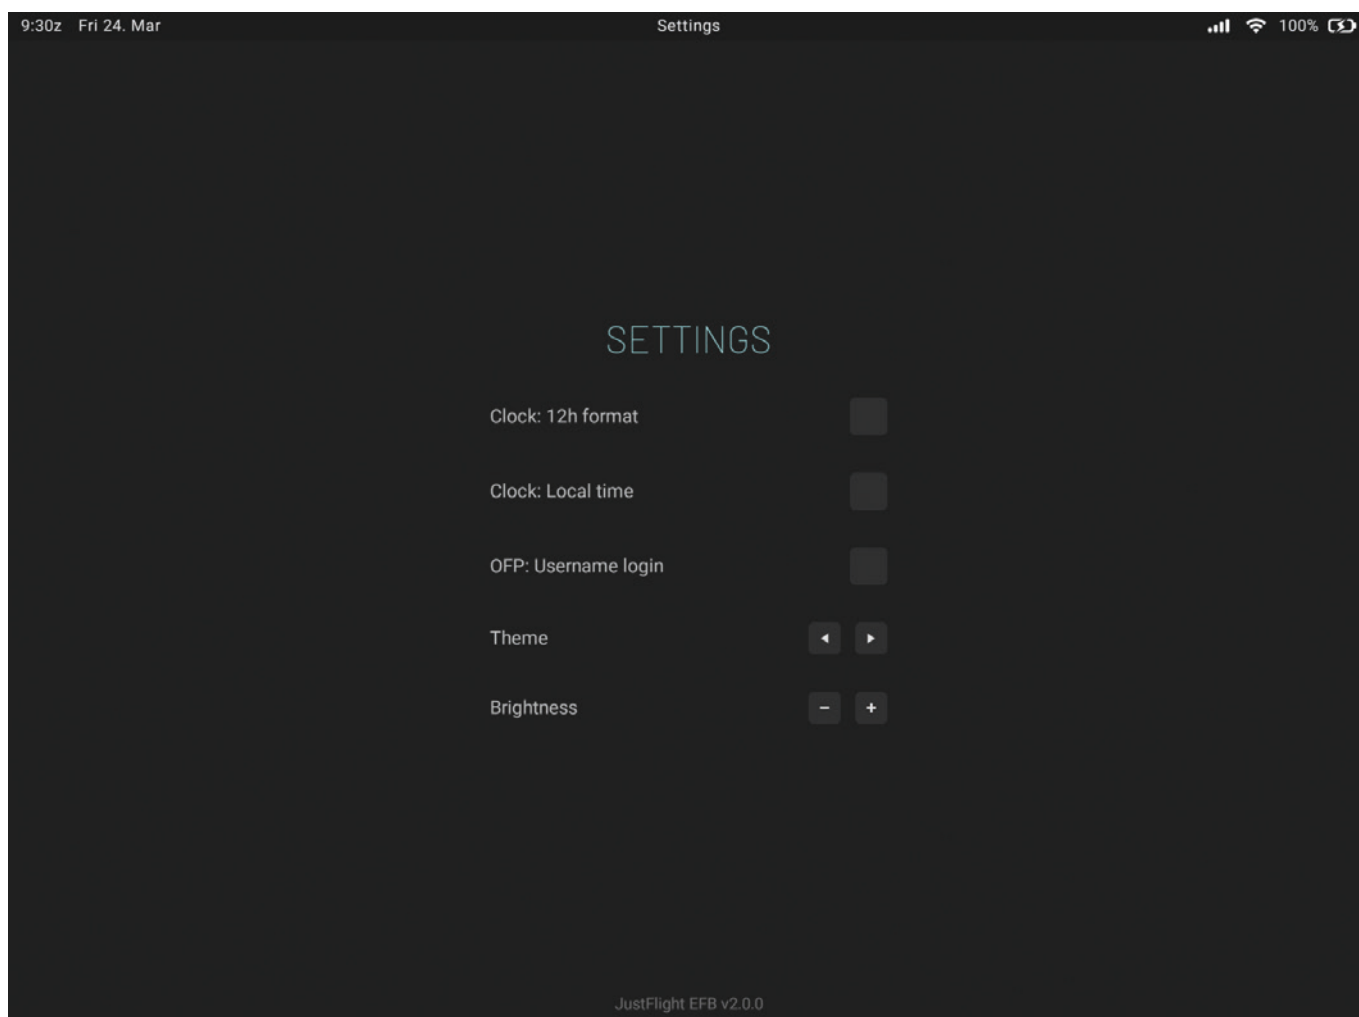 9:30z Fri 24. Mar Settings 100%
SETTINGS
Clock: 12h format
Clock: Local time
OFP: Username login
Theme
Brightness
JustFlight EFB v2.0.0